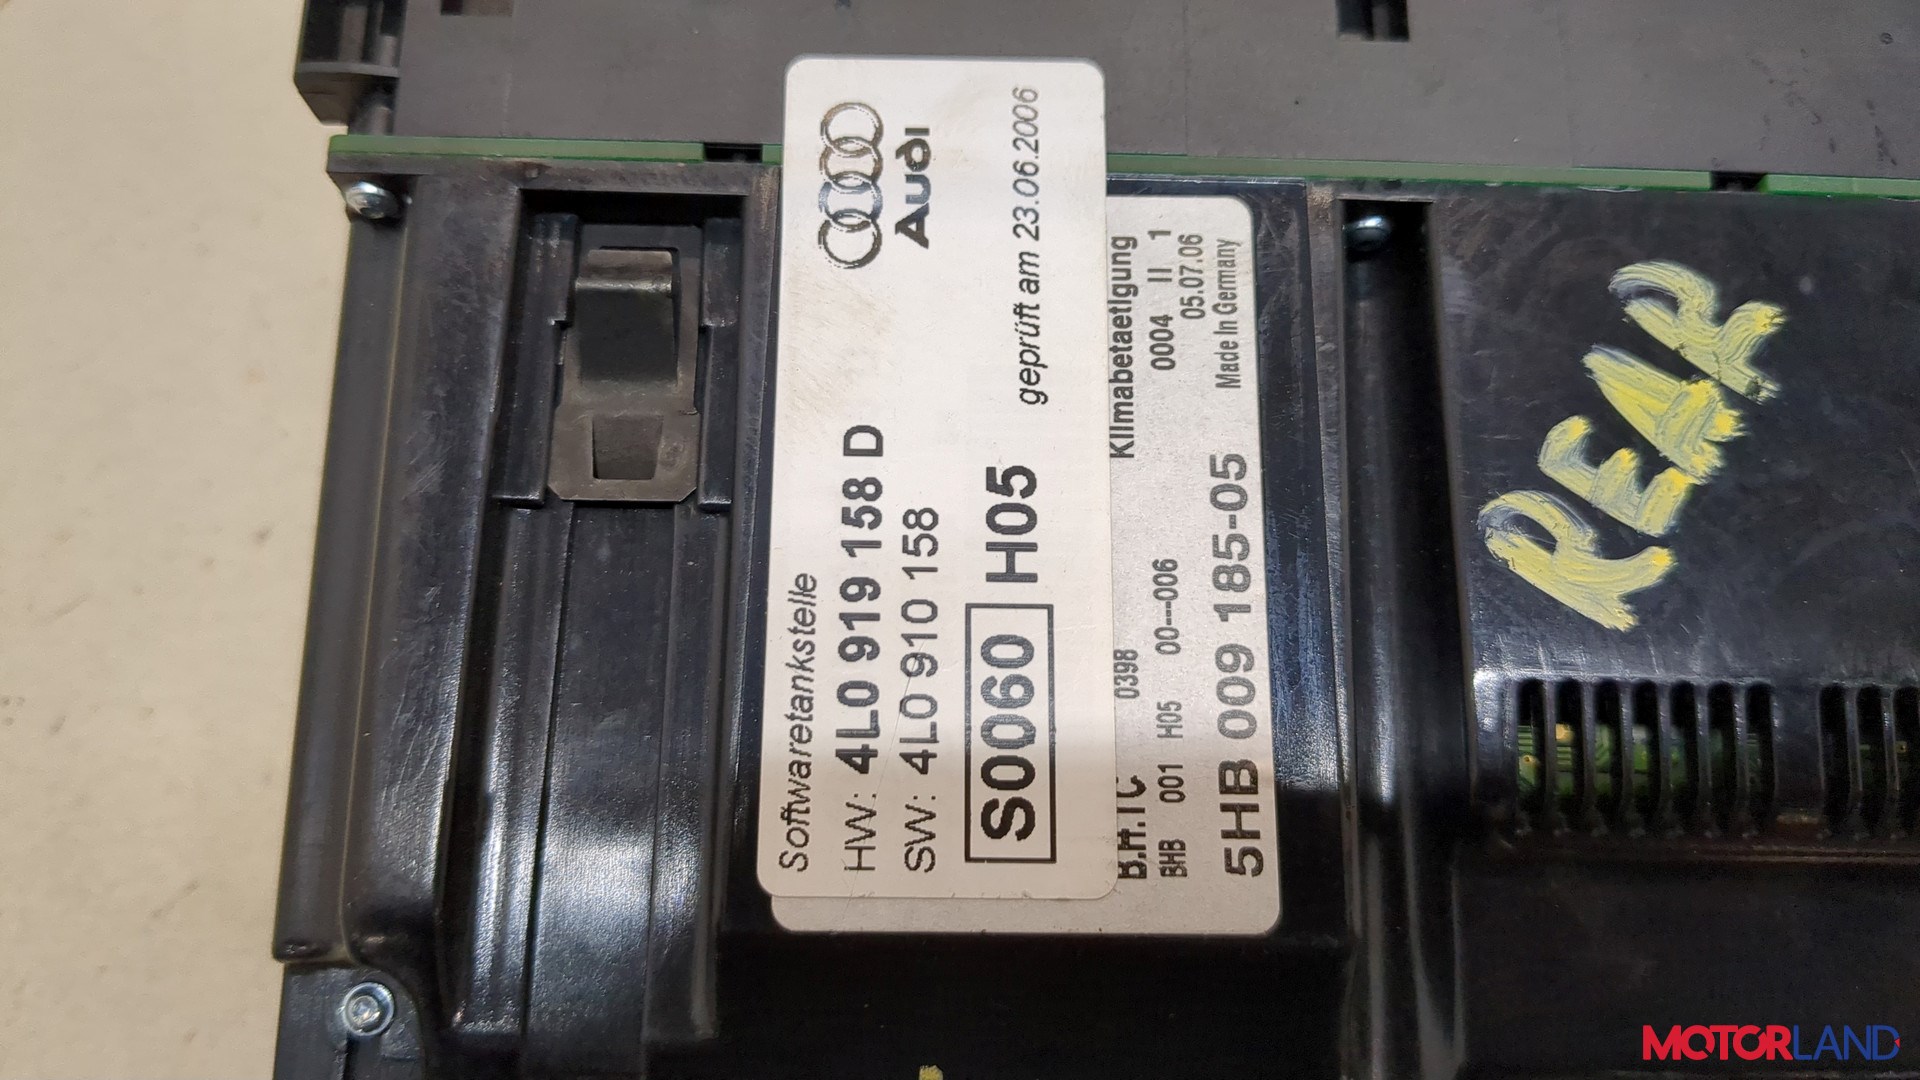 Audi
Softwaretankstelle
HW: 4L0 919 158 D
SW: 4L0 910 158
S0060 H05 geprüft am 23.06.2006
0398 Klimabetaetigung
BHB 001 H05 00---006 0004 II 1
05.07.06
5HB 009 185-05 Made in Germany
REAR
MOTORLAND